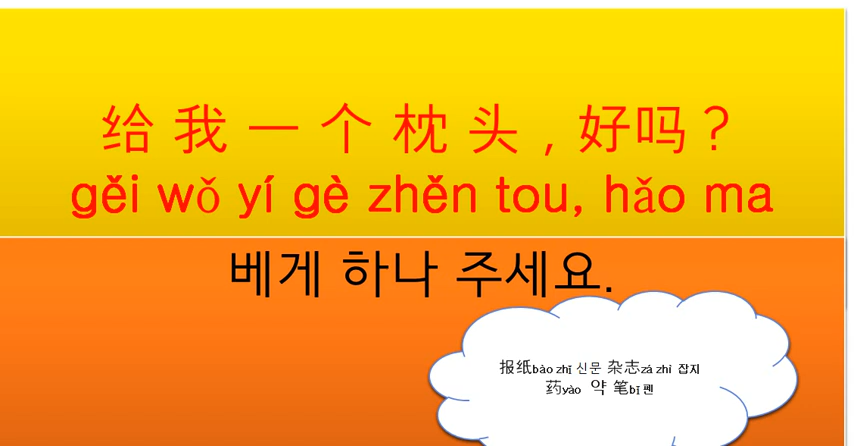 给我一个枕头，好吗？
gěi wǒ yí gè zhěn tou, hǎo ma
베게 하나 주세요.
报纸bào zhǐ 신문 杂志zá zhì 잡지
药yào 약 笔bǐ 펜